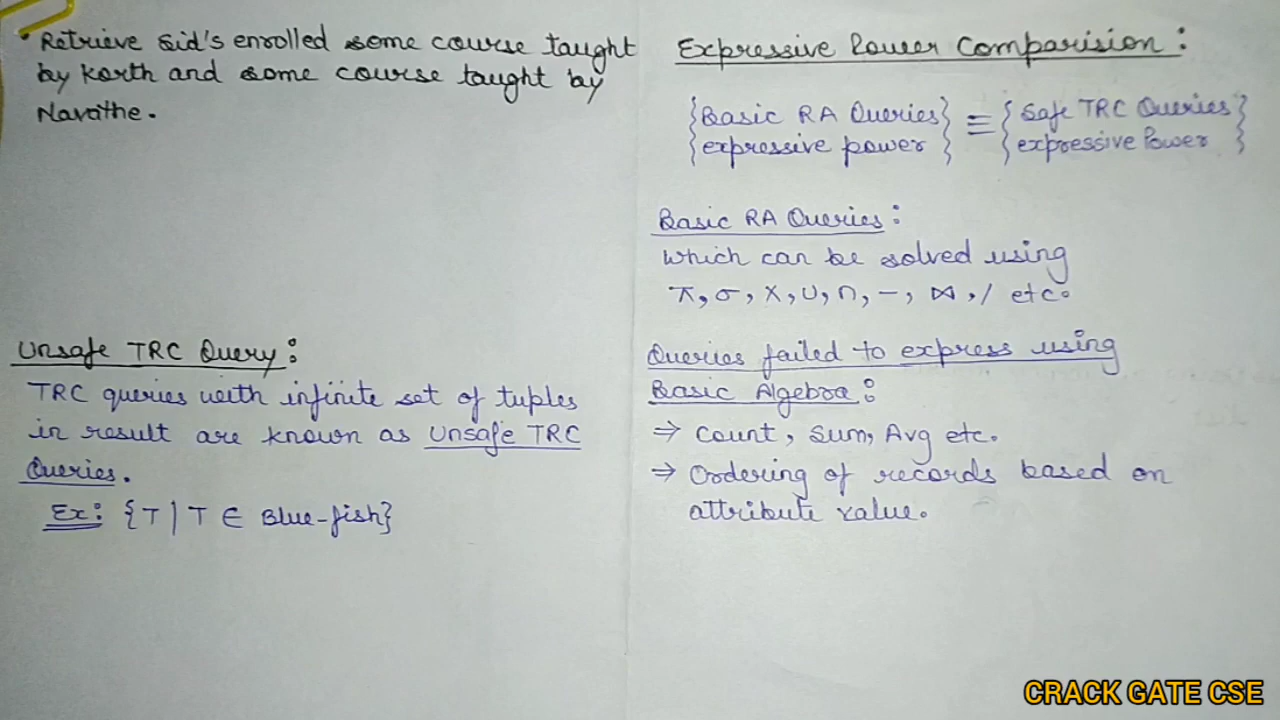 • Retrieve Sid's enrolled some course taught
by Korth and some course taught by
Navathe.
Unsafe TRC Query:
TRC queries with infinite set of tuples
in result are known as Unsafe TRC
Queries.
Ex: {T | T ∈ Blue-fish}
Expressive Power Comparision:
{Basic RA Queries expressive power} ≡ {Safe TRC Queries expressive Power}
Basic RA Queries:
which can be solved using
π, σ, X, ∪, ∩, −, ⋈, / etc.
Queries failed to express using
Basic Algebra:
⇒ Count, Sum, Avg etc.
⇒ Ordering of records based on
attribute value.
CRACK GATE CSE